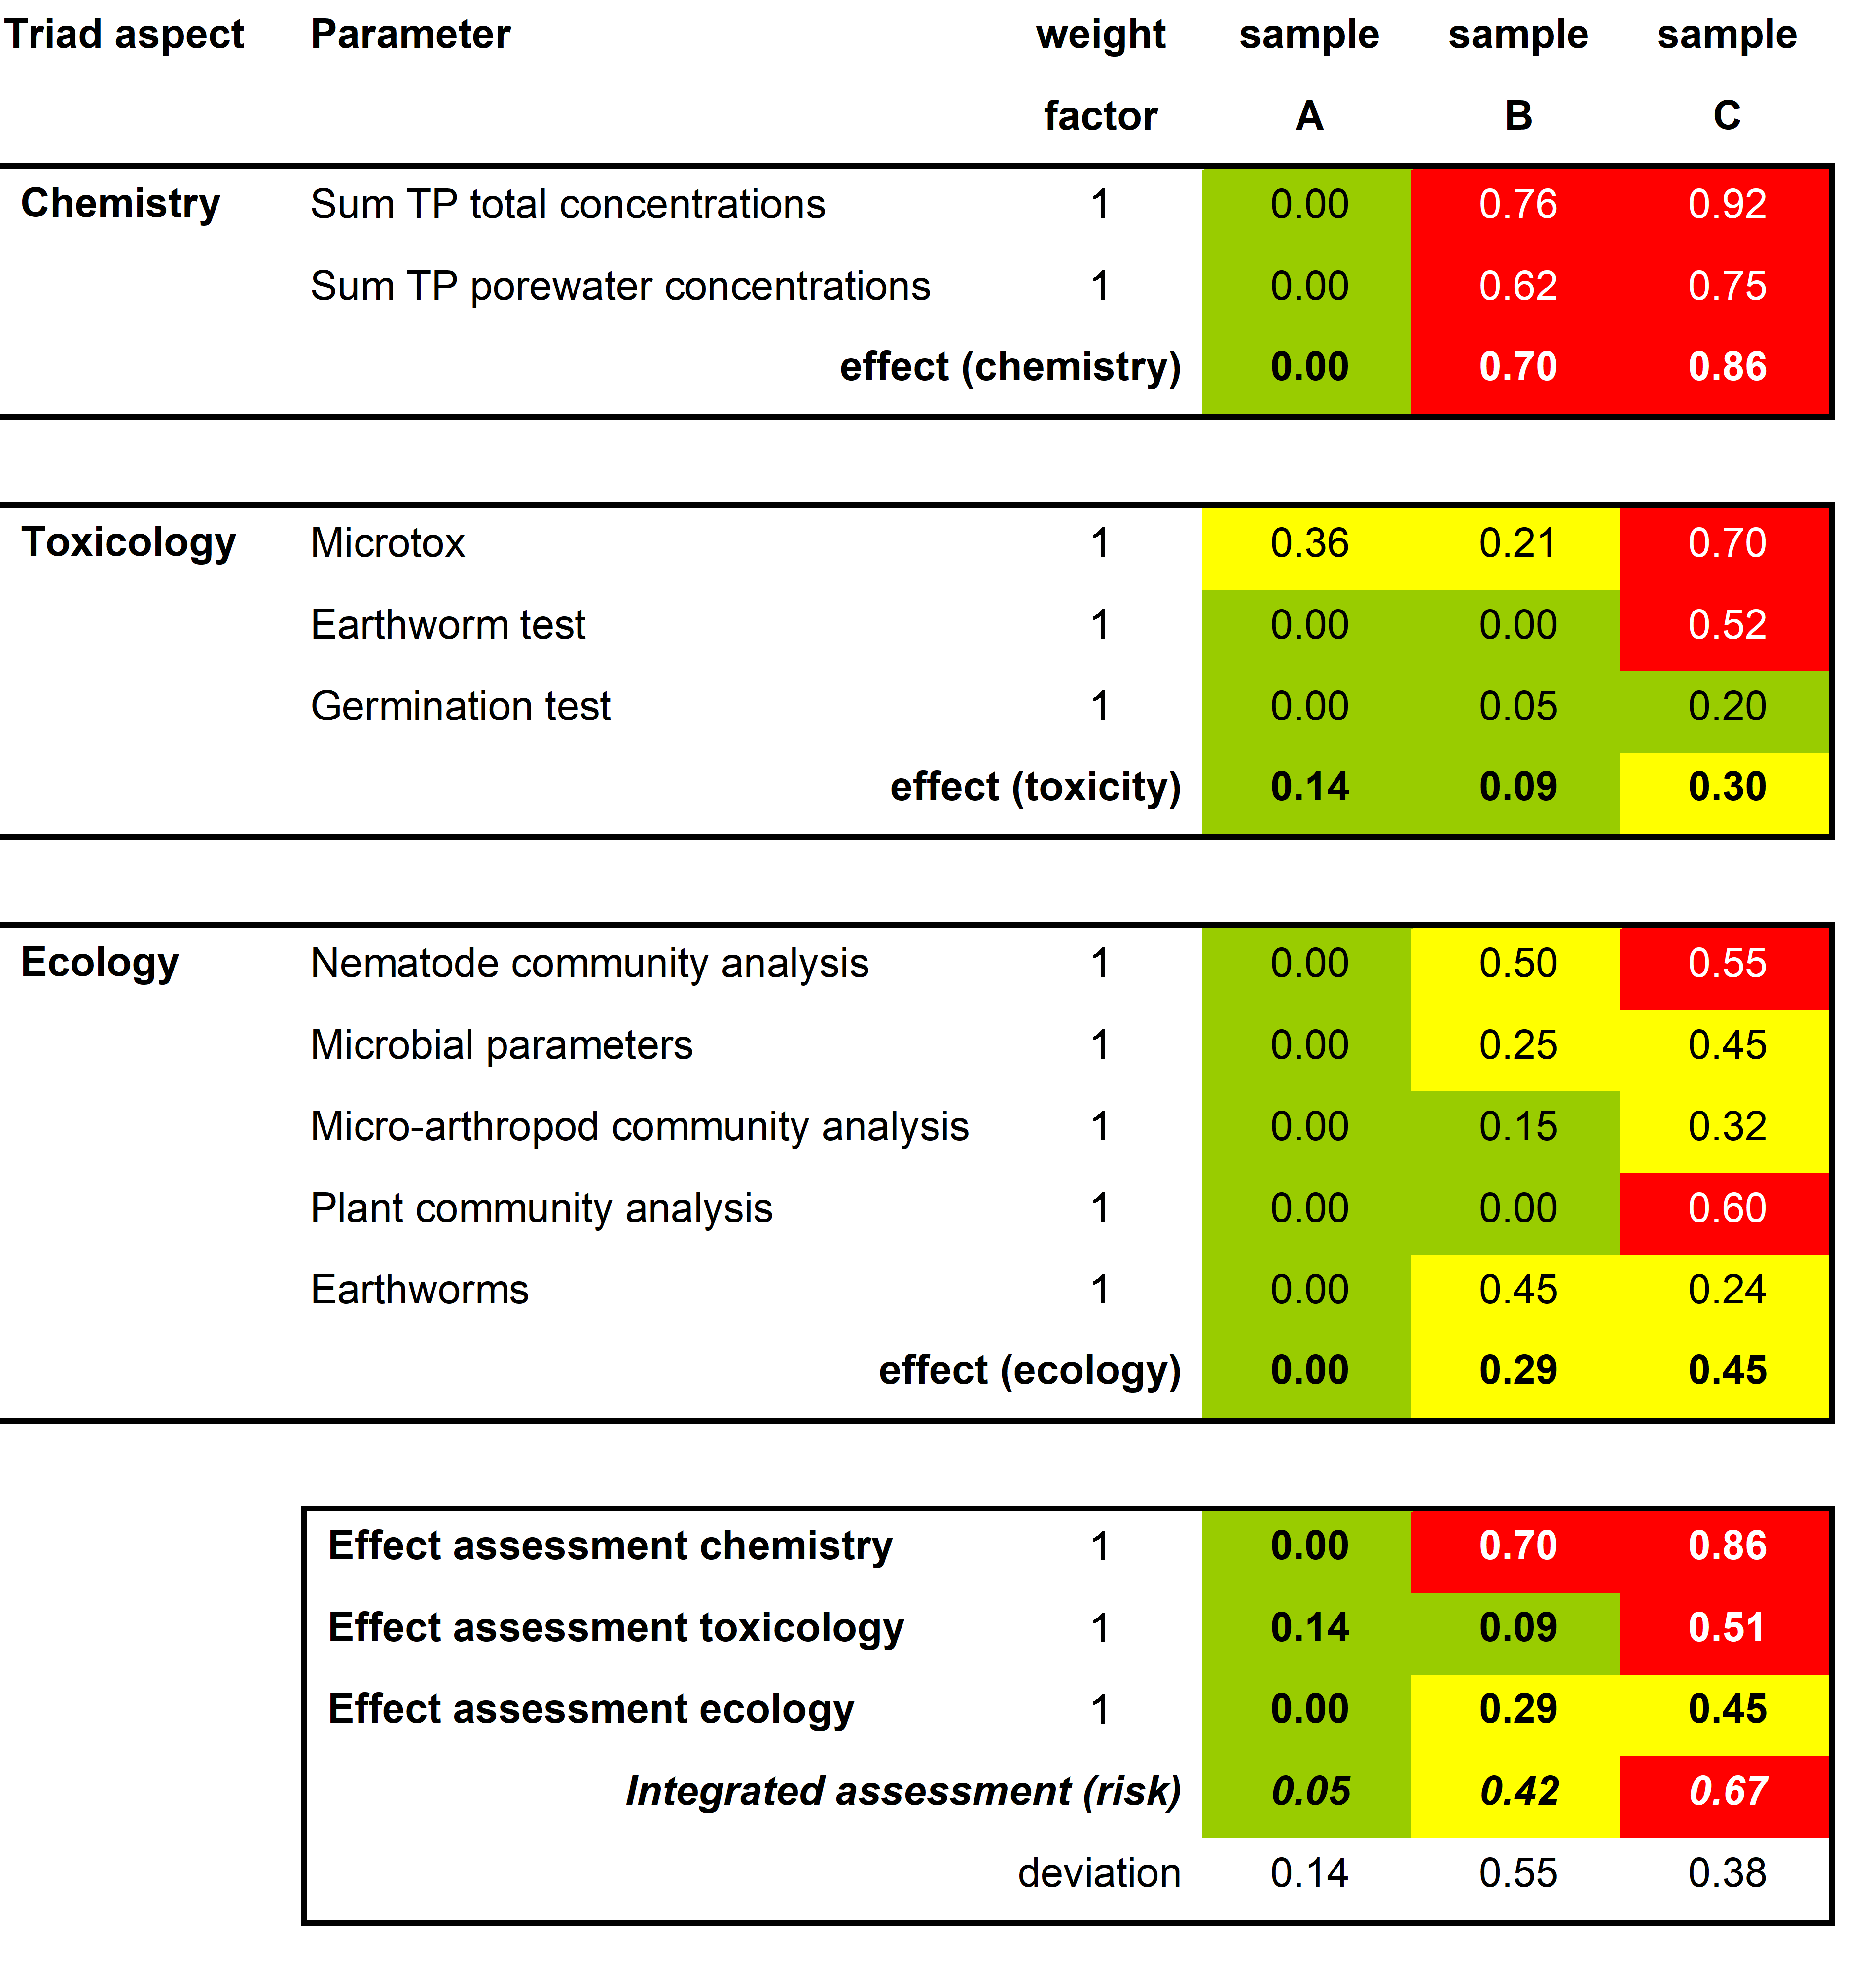 Triad aspect Parameter weight sample sample sample
factor A B C
Chemistry Sum TP total concentrations 1 0.00 0.76 0.92
Sum TP porewater concentrations 1 0.00 0.62 0.75
effect (chemistry) 0.00 0.70 0.86
Toxicology Microtox 1 0.36 0.21 0.70
Earthworm test 1 0.00 0.00 0.52
Germination test 1 0.00 0.05 0.20
effect (toxicity) 0.14 0.09 0.30
Ecology Nematode community analysis 1 0.00 0.50 0.55
Microbial parameters 1 0.00 0.25 0.45
Micro-arthropod community analysis 1 0.00 0.15 0.32
Plant community analysis 1 0.00 0.00 0.60
Earthworms 1 0.00 0.45 0.24
effect (ecology) 0.00 0.29 0.45
Effect assessment chemistry 1 0.00 0.70 0.86
Effect assessment toxicology 1 0.14 0.09 0.51
Effect assessment ecology 1 0.00 0.29 0.45
Integrated assessment (risk) 0.05 0.42 0.67
deviation 0.14 0.55 0.38